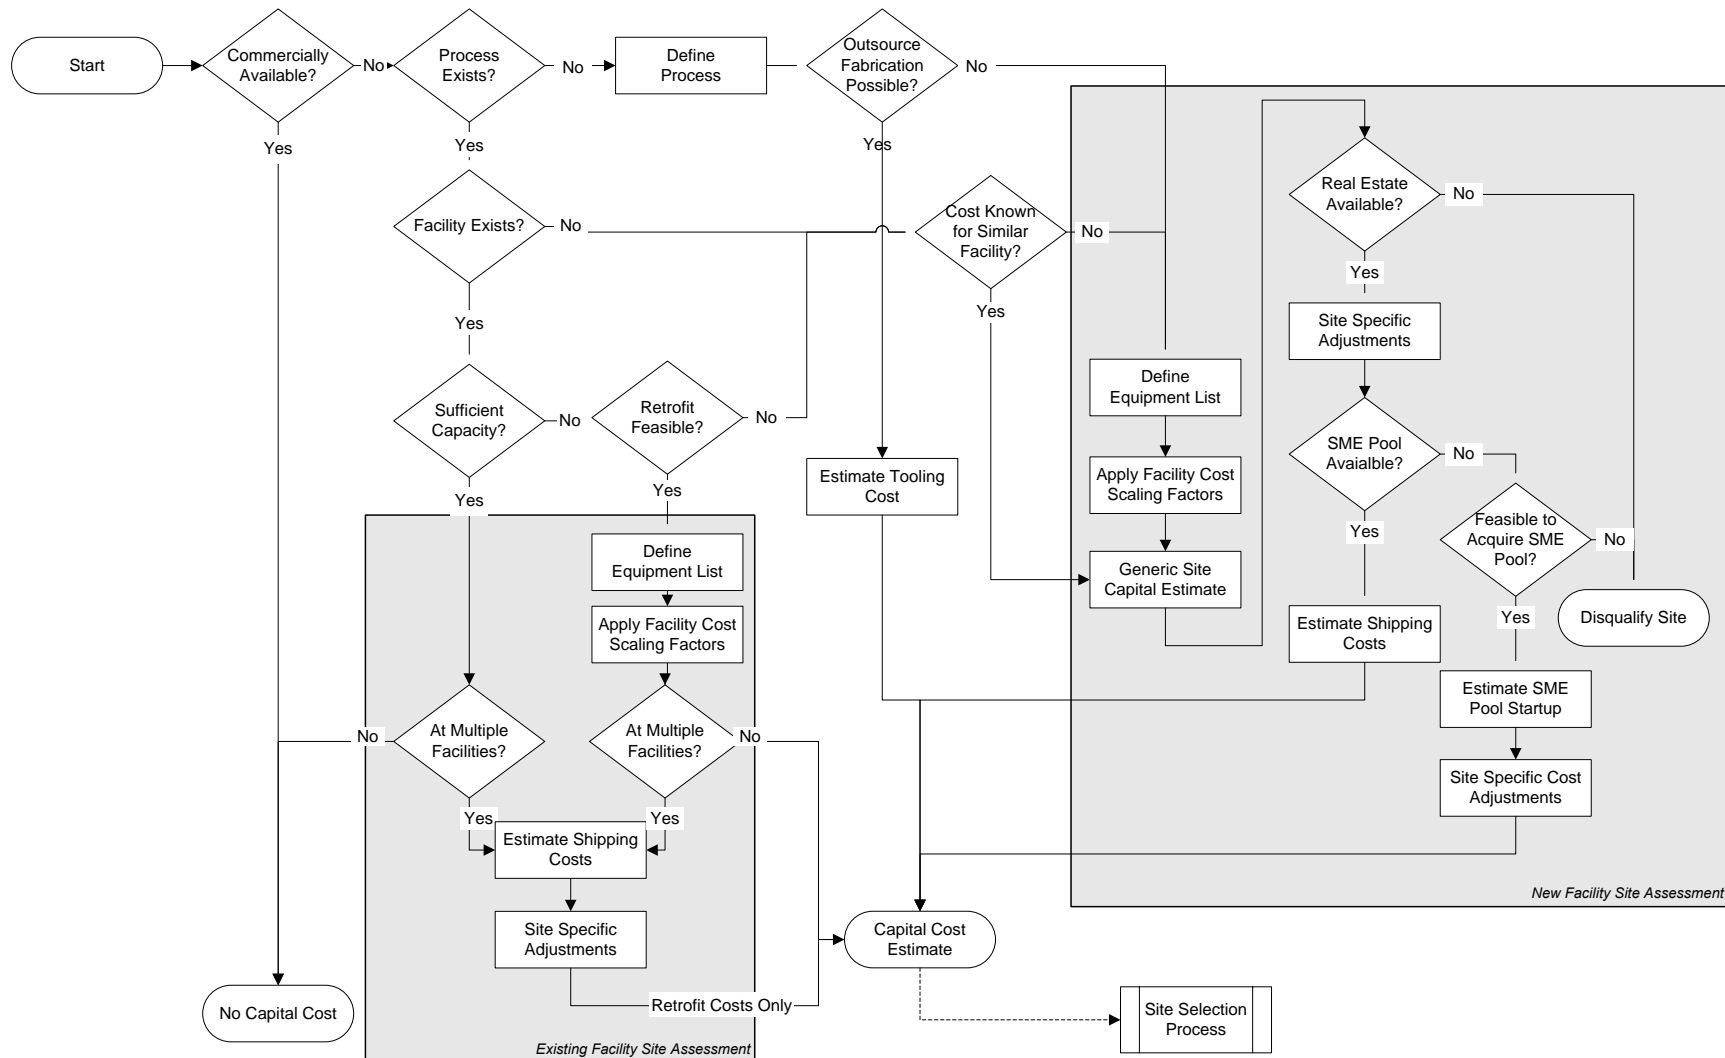 Start
Commercially
Available?
No
Process
Exists?
No
Define
Process
Outsource
Fabrication
Possible?
No
Yes
Yes
Yes
Facility Exists?
No
Cost Known
for Similar
Facility?
No
Yes
Real Estate
Available?
No
Yes
Site Specific
Adjustments
Yes
Sufficient
Capacity?
No
Retrofit
Feasible?
No
Define
Equipment List
SME Pool
Avaialble?
No
Yes
Yes
Yes
Estimate Tooling
Cost
Apply Facility Cost
Scaling Factors
Feasible to
Acquire SME
Pool?
No
Yes
Define
Equipment List
Generic Site
Capital Estimate
Apply Facility Cost
Scaling Factors
Estimate Shipping
Costs
Disqualify Site
Estimate SME
Pool Startup
No
At Multiple
Facilities?
At Multiple
Facilities?
No
Site Specific Cost
Adjustments
Yes
Yes
Estimate Shipping
Costs
New Facility Site Assessment
Site Specific
Adjustments
Capital Cost
Estimate
No Capital Cost
Retrofit Costs Only
Site Selection
Process
Existing Facility Site Assessment